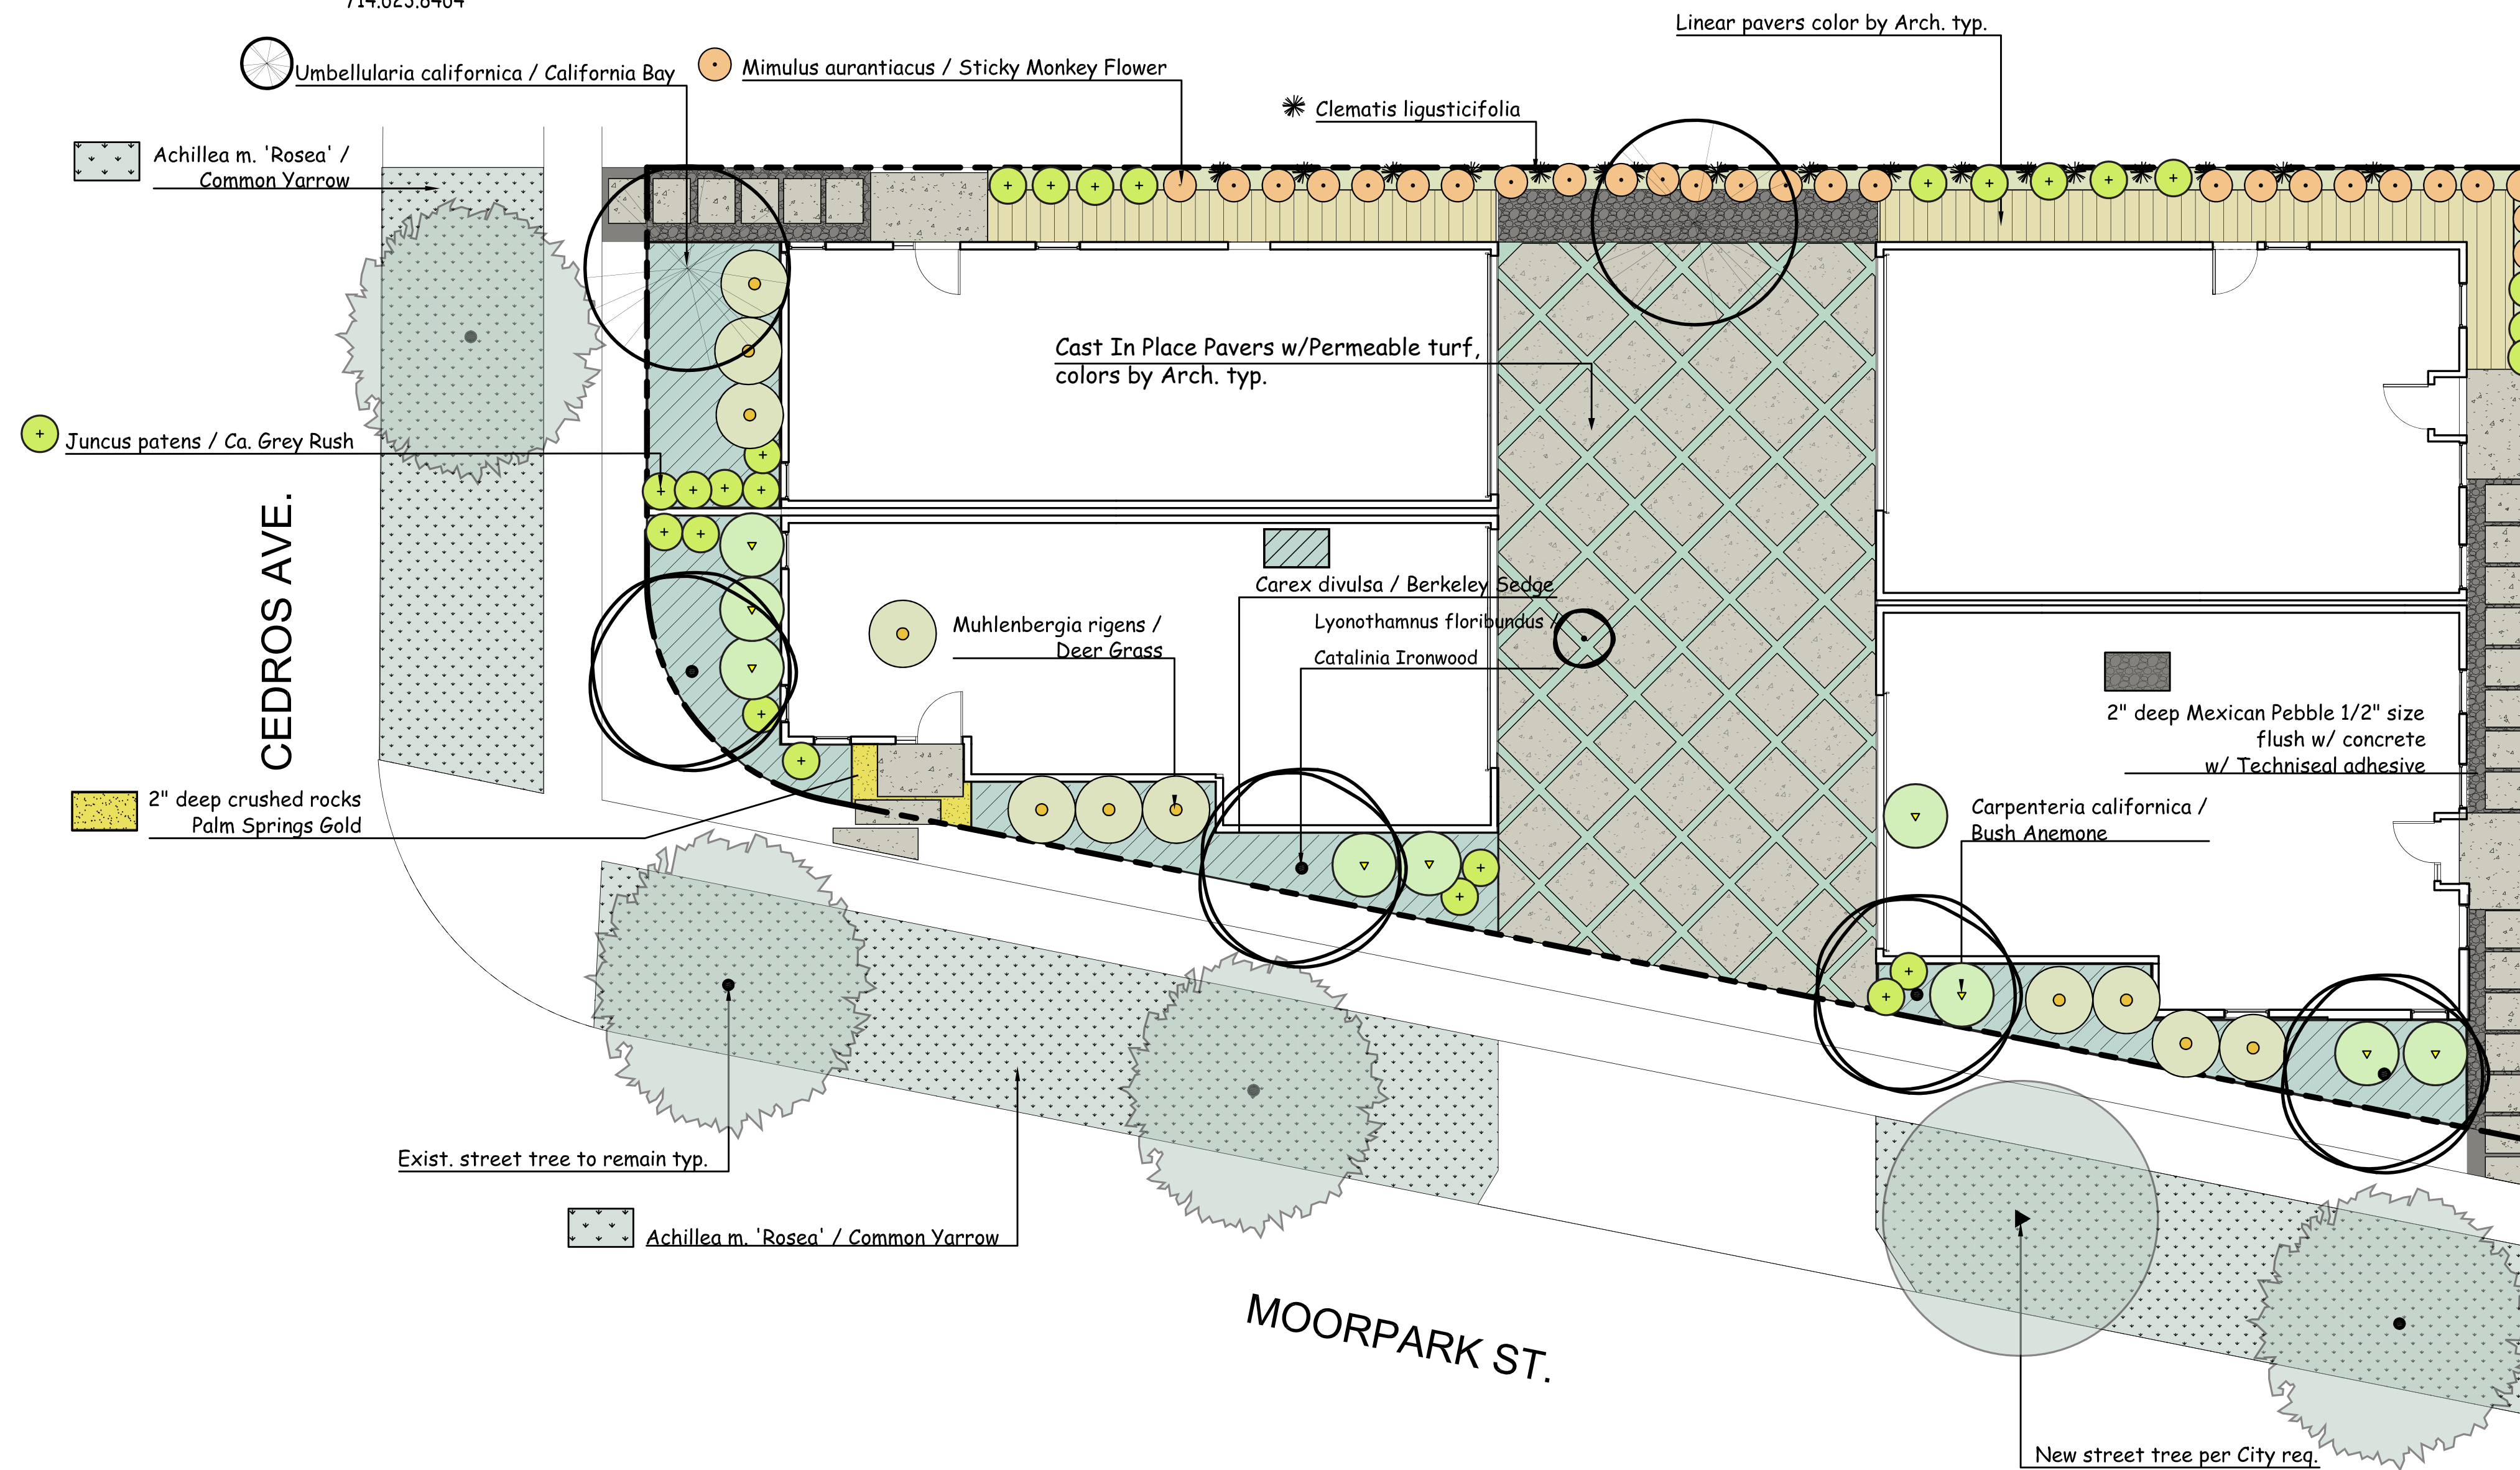 Linear pavers color by Arch. typ.
Umbellularia californica / California Bay
Mimulus aurantiacus / Sticky Monkey Flower
Clematis ligusticifolia
Achillea m. 'Rosea' /
Common Yarrow
Cast In Place Pavers w/Permeable turf,
colors by Arch. typ.
Juncus patens / Ca. Grey Rush
CEDROS AVE.
Carex divulsa / Berkeley Sedge
Lyonothamnus floribundus /
Catalinia Ironwood
Muhlenbergia rigens /
Deer Grass
2" deep Mexican Pebble 1/2" size
flush w/ concrete
w/ Techniseal adhesive
2" deep crushed rocks
Palm Springs Gold
Carpenteria californica /
Bush Anemone
Exist. street tree to remain typ.
Achillea m. 'Rosea' / Common Yarrow
MOORPARK ST.
New street tree per City req.